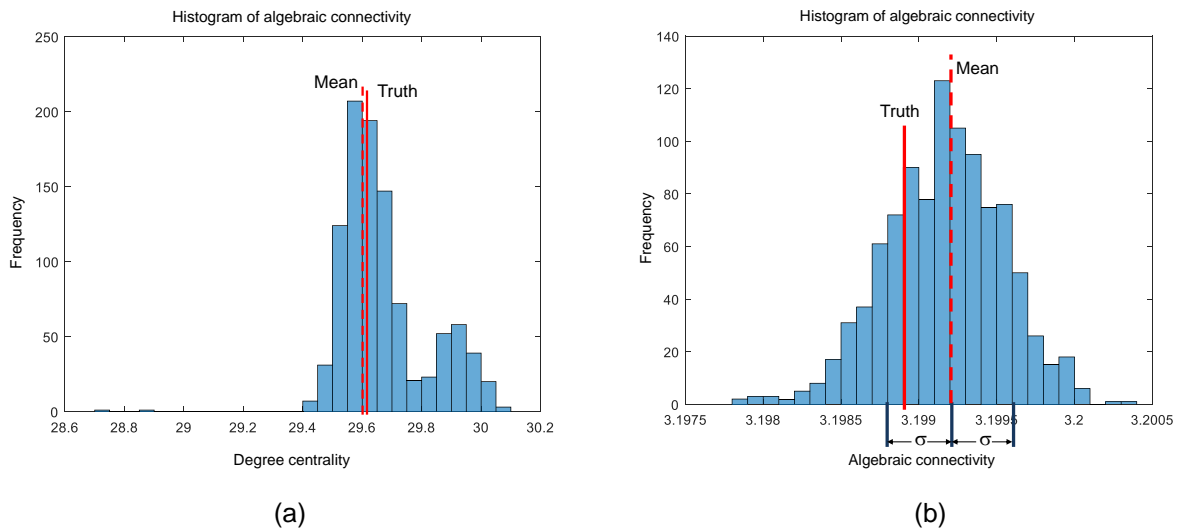 Histogram of algebraic connectivity
250
200
150
100
50
0
Frequency
Mean
Truth
28.6 28.8 29 29.2 29.4 29.6 29.8 30 30.2
Degree centrality
(a)
Histogram of algebraic connectivity
140
120
100
80
60
40
20
0
Frequency
Mean
Truth
3.1975 3.198 3.1985 3.199 3.1995 3.2 3.2005
σ σ
Algebraic connectivity
(b)